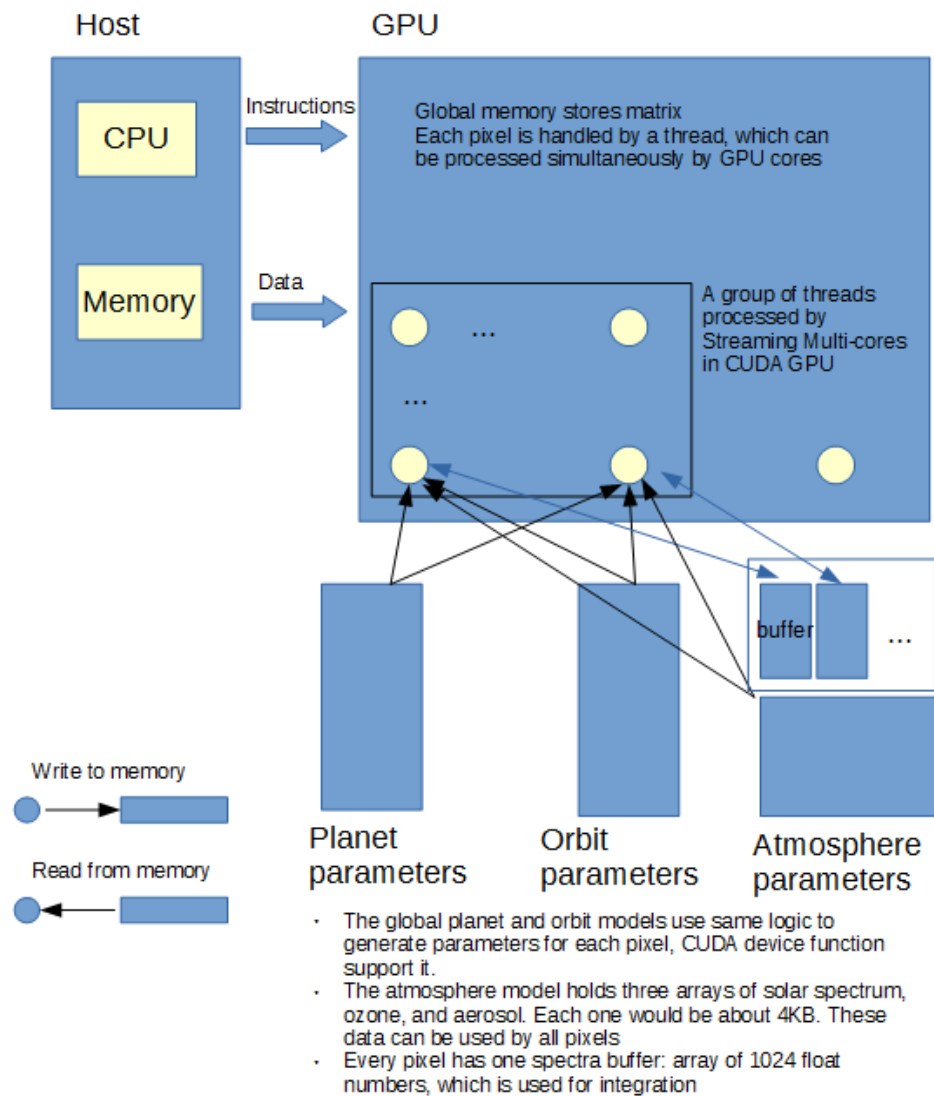 Host
GPU
Instructions
CPU
Global memory stores matrix
Each pixel is handled by a thread, which can
be processed simultaneously by GPU cores
Data
Memory
A group of threads
processed by
Streaming Multi-cores
in CUDA GPU
...
...
buffer
...
Write to memory
Read from memory
Planet
parameters
Orbit
parameters
Atmosphere
parameters
· The global planet and orbit models use same logic to
generate parameters for each pixel, CUDA device function
support it.
· The atmosphere model holds three arrays of solar spectrum,
ozone, and aerosol. Each one would be about 4KB. These
data can be used by all pixels
· Every pixel has one spectra buffer: array of 1024 float
numbers, which is used for integration